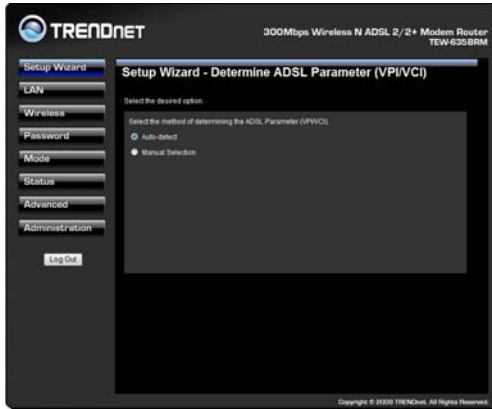 TRENDNET
300Mbps Wireless N ADSL 2/2+ Modem Router
TEW-635BRM
Setup Wizard
LAN
Wireless
Password
Mode
Status
Advanced
Administration
Log Out
Setup Wizard - Determine ADSL Parameter (VPI/VCI)
Select the desired option.
Select the method of determining the ADSL Parameter (VPI/VCI).
Auto-detect
Manual Selection
Copyright © 2009 TRENDnet. All Rights Reserved.